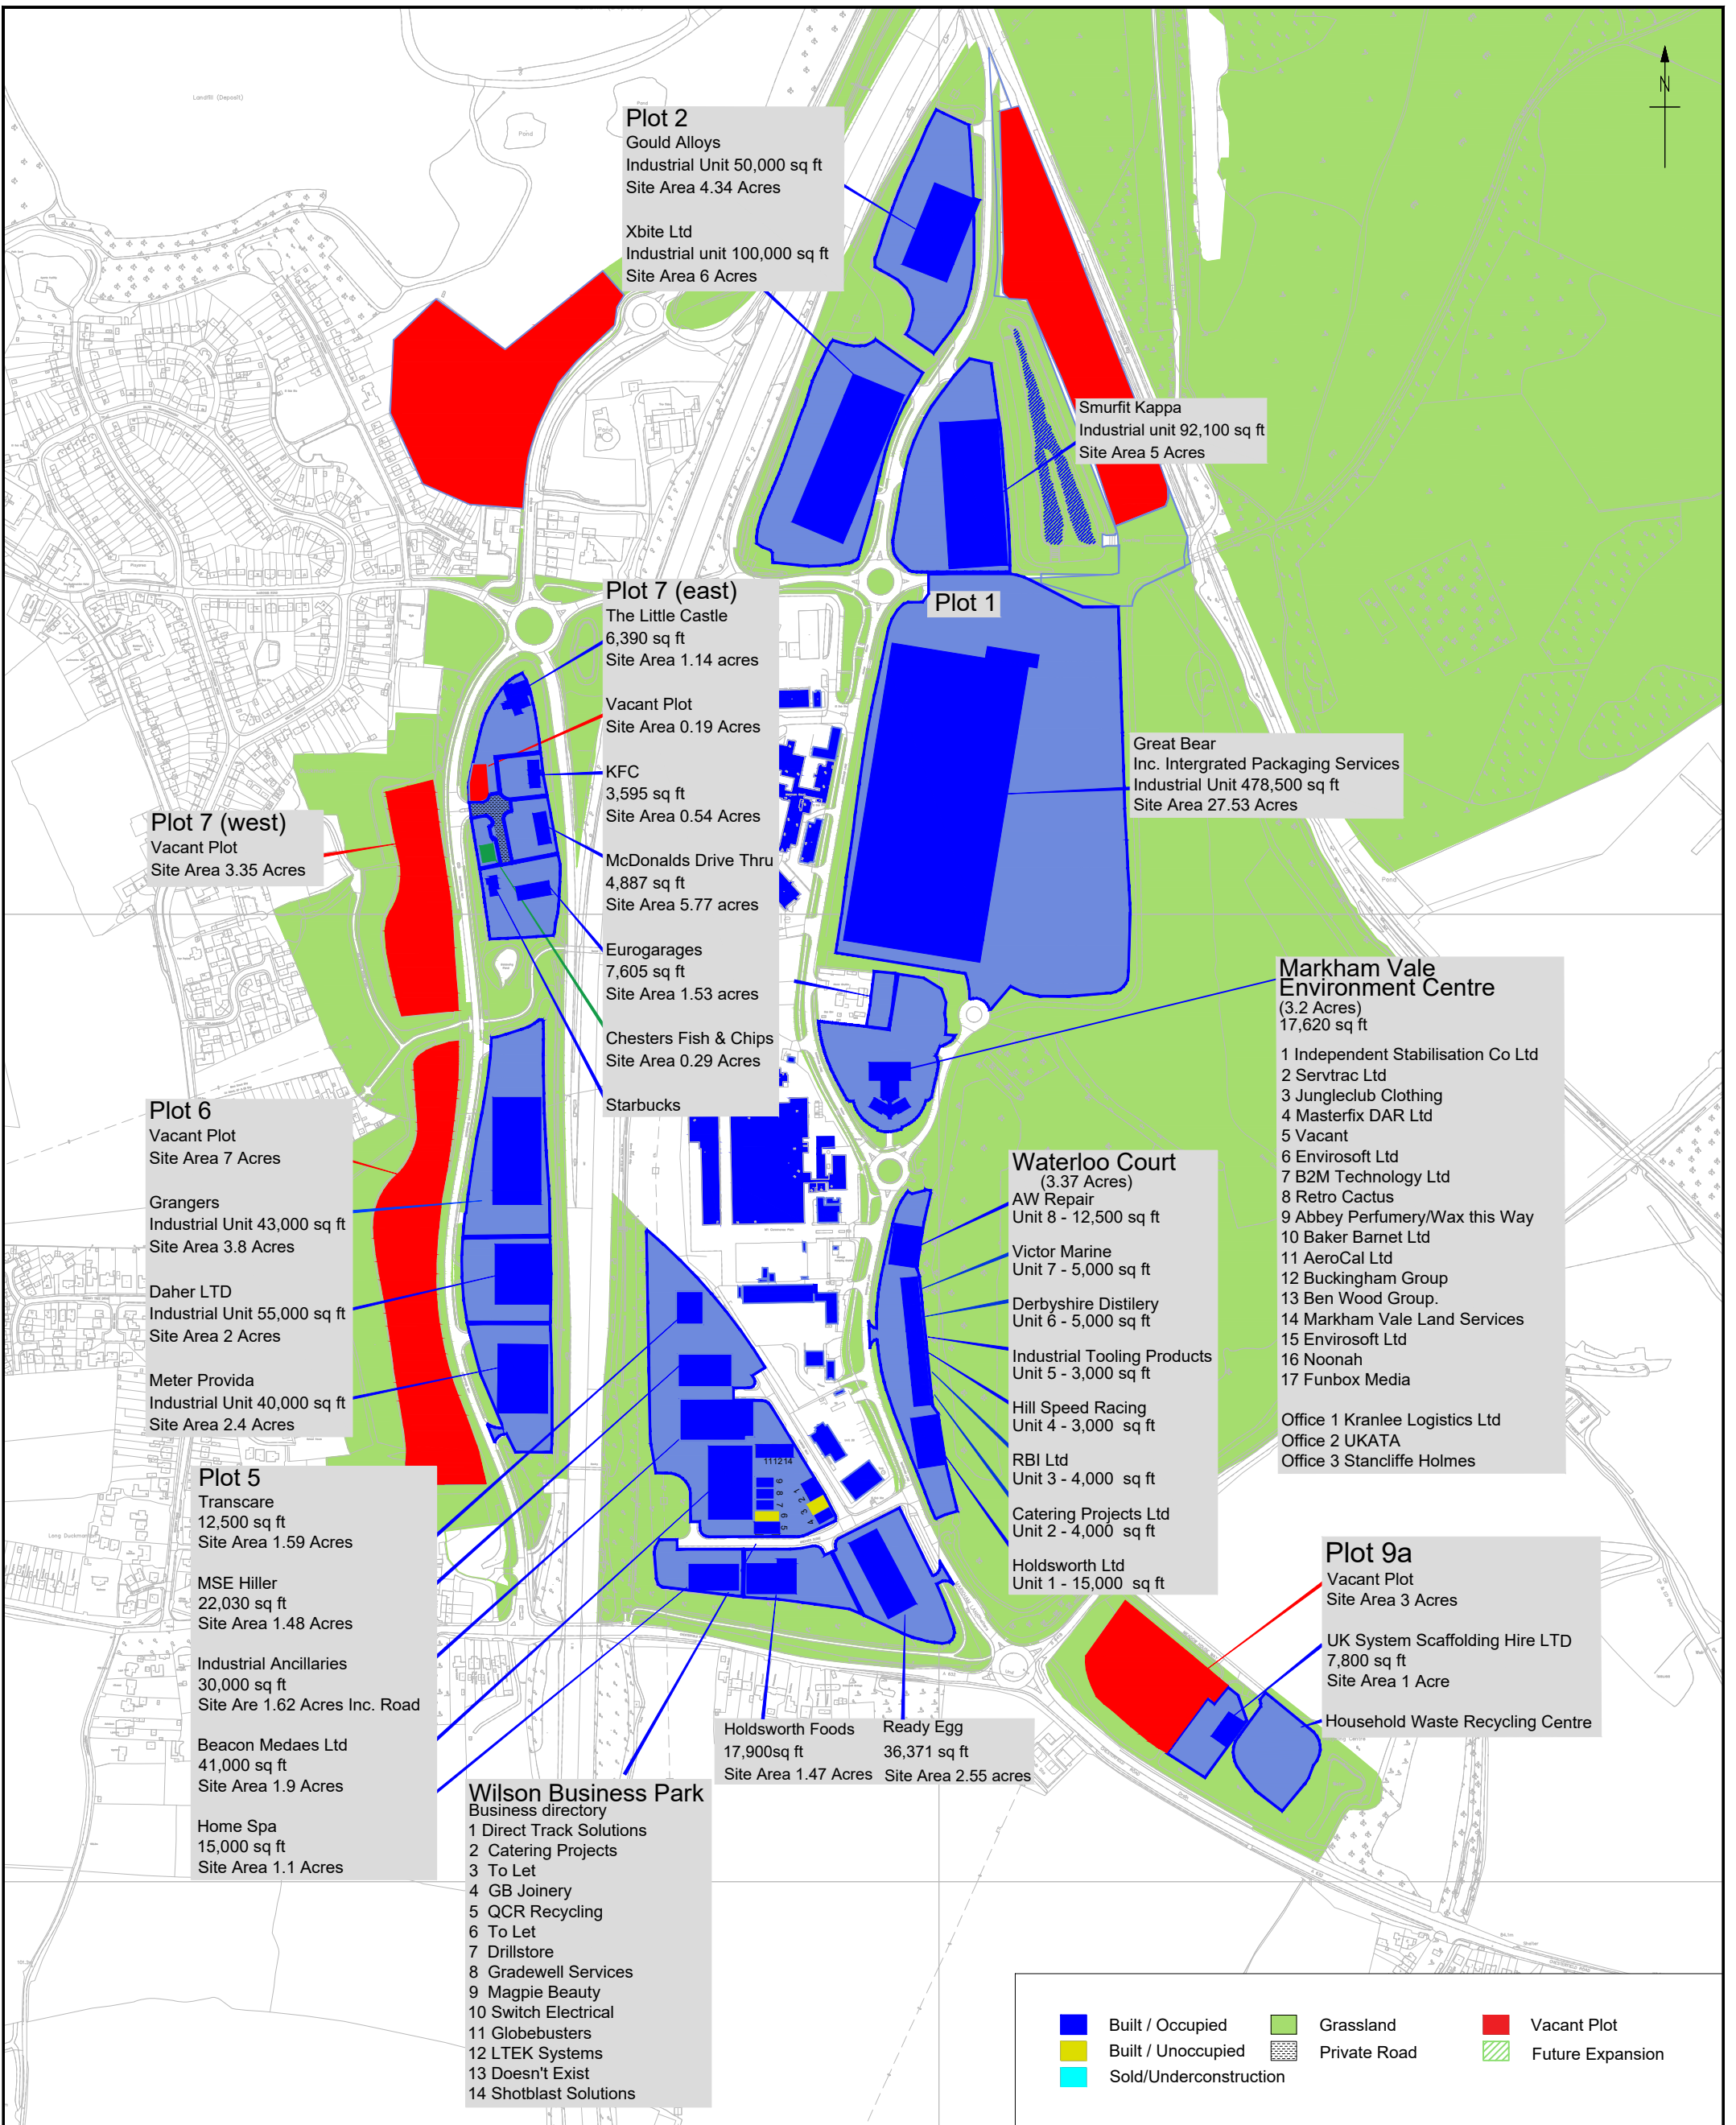 Landfill (Deposit)
Pond
Pond
N
Plot 2
Gould Alloys
Industrial Unit 50,000 sq ft
Site Area 4.34 Acres
Xbite Ltd
Industrial unit 100,000 sq ft
Site Area 6 Acres
Smurfit Kappa
Industrial unit 92,100 sq ft
Site Area 5 Acres
Pond
Plot 1
Great Bear
Inc. Intergrated Packaging Services
Industrial Unit 478,500 sq ft
Site Area 27.53 Acres
Plot 7 (east)
The Little Castle
6,390 sq ft
Site Area 1.14 acres
Vacant Plot
Site Area 0.19 Acres
KFC
3,595 sq ft
Site Area 0.54 Acres
McDonalds Drive Thru
4,887 sq ft
Site Area 5.77 acres
Eurogarages
7,605 sq ft
Site Area 1.53 acres
Chesters Fish & Chips
Site Area 0.29 Acres
Starbucks
Plot 7 (west)
Vacant Plot
Site Area 3.35 Acres
Pond
Markham Vale
Environment Centre
(3.2 Acres)
17,620 sq ft
1 Independent Stabilisation Co Ltd
2 Servtrac Ltd
3 Jungleclub Clothing
4 Masterfix DAR Ltd
5 Vacant
6 Envirosoft Ltd
7 B2M Technology Ltd
8 Retro Cactus
9 Abbey Perfumery/Wax this Way
10 Baker Barnet Ltd
11 AeroCal Ltd
12 Buckingham Group
13 Ben Wood Group.
14 Markham Vale Land Services
15 Envirosoft Ltd
16 Noonah
17 Funbox Media
Office 1 Kranlee Logistics Ltd
Office 2 UKATA
Office 3 Stancliffe Holmes
Plot 6
Vacant Plot
Site Area 7 Acres
Grangers
Industrial Unit 43,000 sq ft
Site Area 3.8 Acres
Daher LTD
Industrial Unit 55,000 sq ft
Site Area 2 Acres
Meter Provida
Industrial Unit 40,000 sq ft
Site Area 2.4 Acres
Waterloo Court
(3.37 Acres)
AW Repair
Unit 8 - 12,500 sq ft
Victor Marine
Unit 7 - 5,000 sq ft
Derbyshire Distilery
Unit 6 - 5,000 sq ft
Industrial Tooling Products
Unit 5 - 3,000 sq ft
Hill Speed Racing
Unit 4 - 3,000 sq ft
RBI Ltd
Unit 3 - 4,000 sq ft
Catering Projects Ltd
Unit 2 - 4,000 sq ft
Holdsworth Ltd
Unit 1 - 15,000 sq ft
Plot 5
Transcare
12,500 sq ft
Site Area 1.59 Acres
MSE Hiller
22,030 sq ft
Site Area 1.48 Acres
Industrial Ancillaries
30,000 sq ft
Site Are 1.62 Acres Inc. Road
Beacon Medaes Ltd
41,000 sq ft
Site Area 1.9 Acres
Home Spa
15,000 sq ft
Site Area 1.1 Acres
11 12 14
9
8
7
6
5
1
2
3
4
Plot 9a
Vacant Plot
Site Area 3 Acres
UK System Scaffolding Hire LTD
7,800 sq ft
Site Area 1 Acre
Household Waste Recycling Centre
Holdsworth Foods
17,900sq ft
Site Area 1.47 Acres
Ready Egg
36,371 sq ft
Site Area 2.55 acres
Wilson Business Park
Business directory
1 Direct Track Solutions
2 Catering Projects
3 To Let
4 GB Joinery
5 QCR Recycling
6 To Let
7 Drillstore
8 Gradewell Services
9 Magpie Beauty
10 Switch Electrical
11 Globebusters
12 LTEK Systems
13 Doesn't Exist
14 Shotblast Solutions
Built / Occupied
Built / Unoccupied
Sold/Underconstruction
Grassland
Private Road
Vacant Plot
Future Expansion